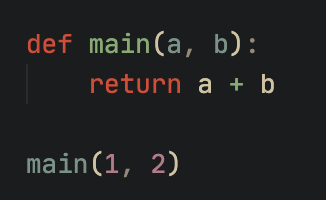 def main(a, b):
    return a + b

main(1, 2)